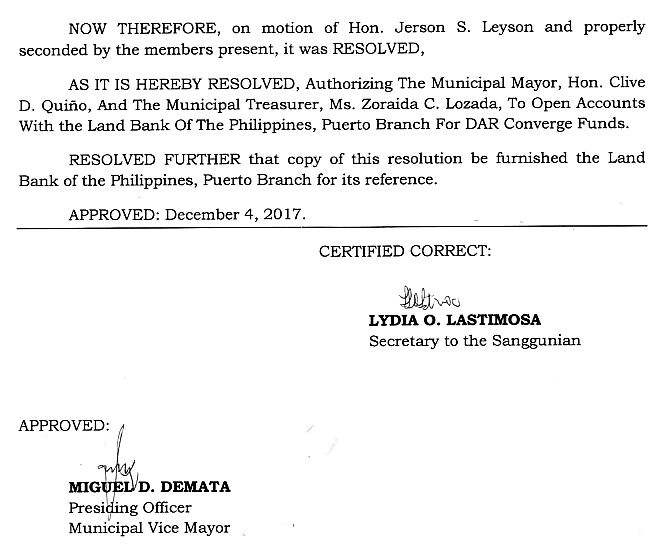 NOW THEREFORE, on motion of Hon. Jerson S. Leyson and properly
seconded by the members present, it was RESOLVED,
AS IT IS HEREBY RESOLVED, Authorizing The Municipal Mayor, Hon. Clive
D. Quiño, And The Municipal Treasurer, Ms. Zoraida C. Lozada, To Open Accounts
With the Land Bank Of The Philippines, Puerto Branch For DAR Converge Funds.
RESOLVED FURTHER that copy of this resolution be furnished the Land
Bank of the Philippines, Puerto Branch for its reference.
APPROVED: December 4, 2017.
CERTIFIED CORRECT:
LYDIA O. LASTIMOSA
Secretary to the Sanggunian
APPROVED:
MIGUEL D. DEMATA
Presiding Officer
Municipal Vice Mayor